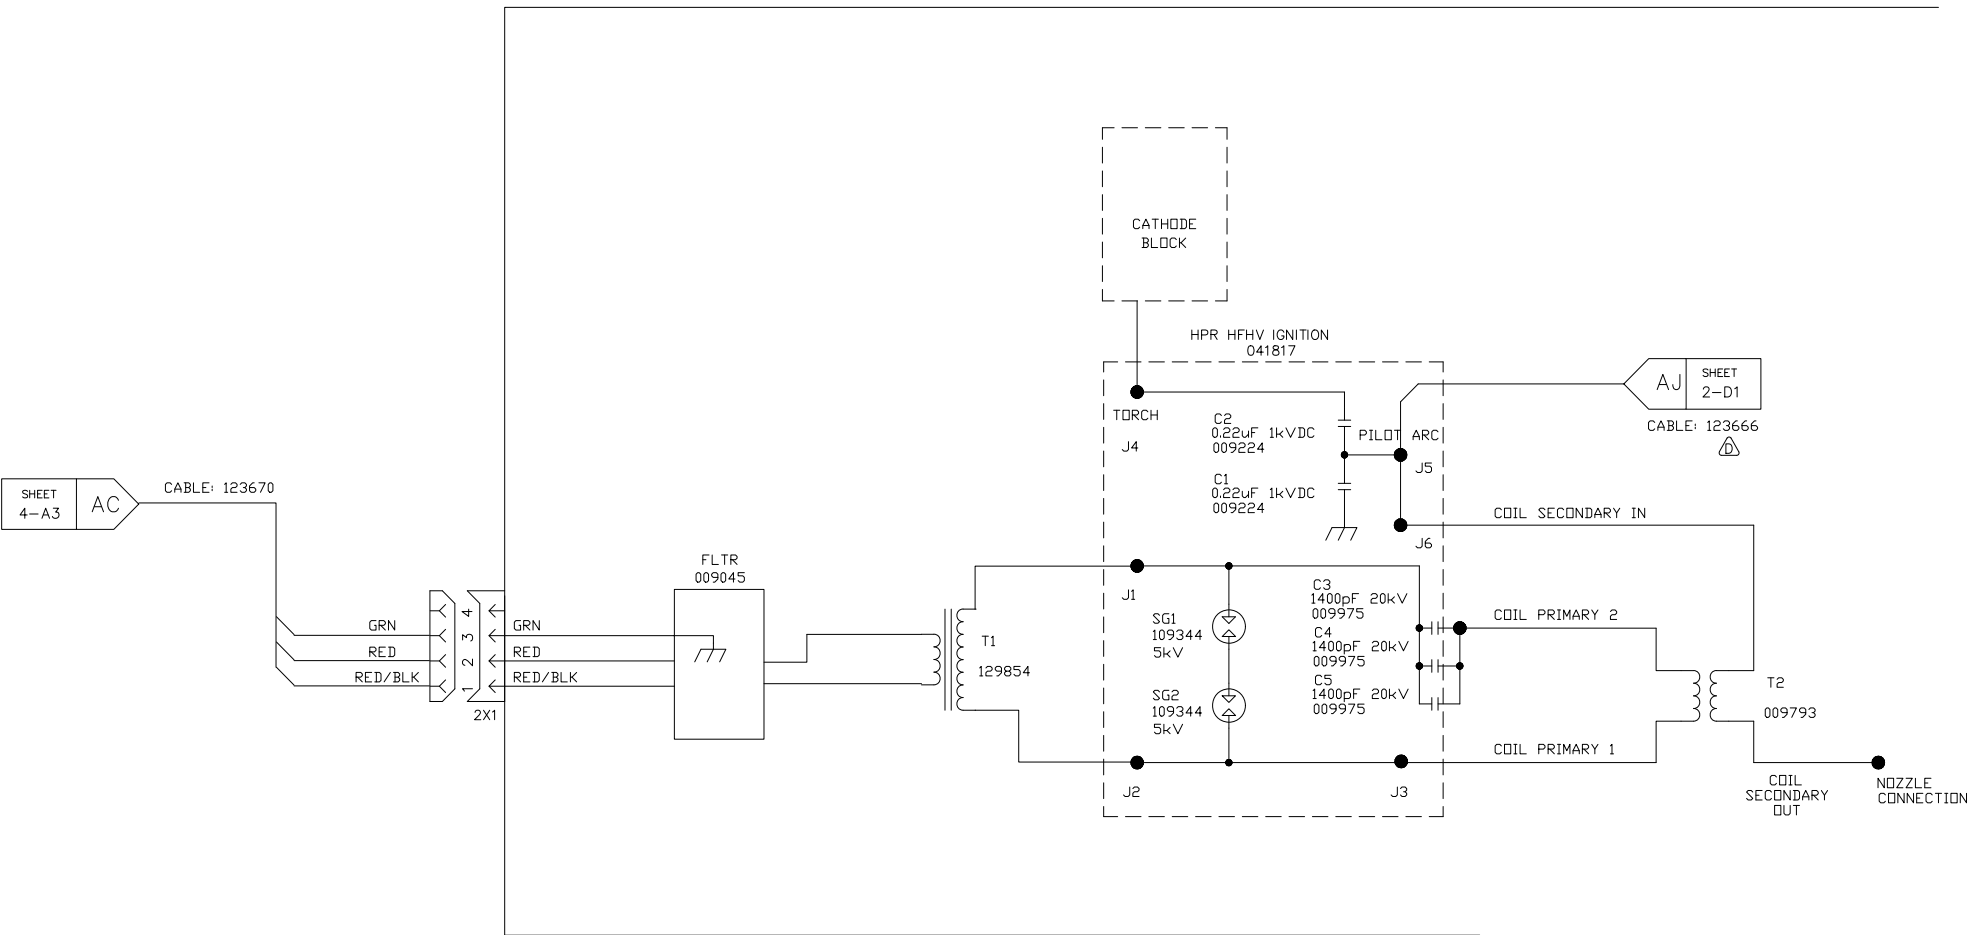 CATHODE
BLOCK
HPR HFHV IGNITION
041817
TORCH
J4
C2
0.22uF 1kVDC
009224
PILOT ARC
J5
C1
0.22uF 1kVDC
009224
J6
AJ
SHEET
2-D1
CABLE: 123666
D
SHEET
4-A3
AC
CABLE: 123670
COIL SECONDARY IN
FLTR
009045
GRN
RED
RED/BLK
4
3
2
1
2X1
GRN
RED
RED/BLK
T1
129854
J1
SG1
109344
5kV
SG2
109344
5kV
C3
1400pF 20kV
009975
C4
1400pF 20kV
009975
C5
1400pF 20kV
009975
COIL PRIMARY 2
T2
009793
COIL PRIMARY 1
J2
J3
COIL
SECONDARY
OUT
NOZZLE
CONNECTION